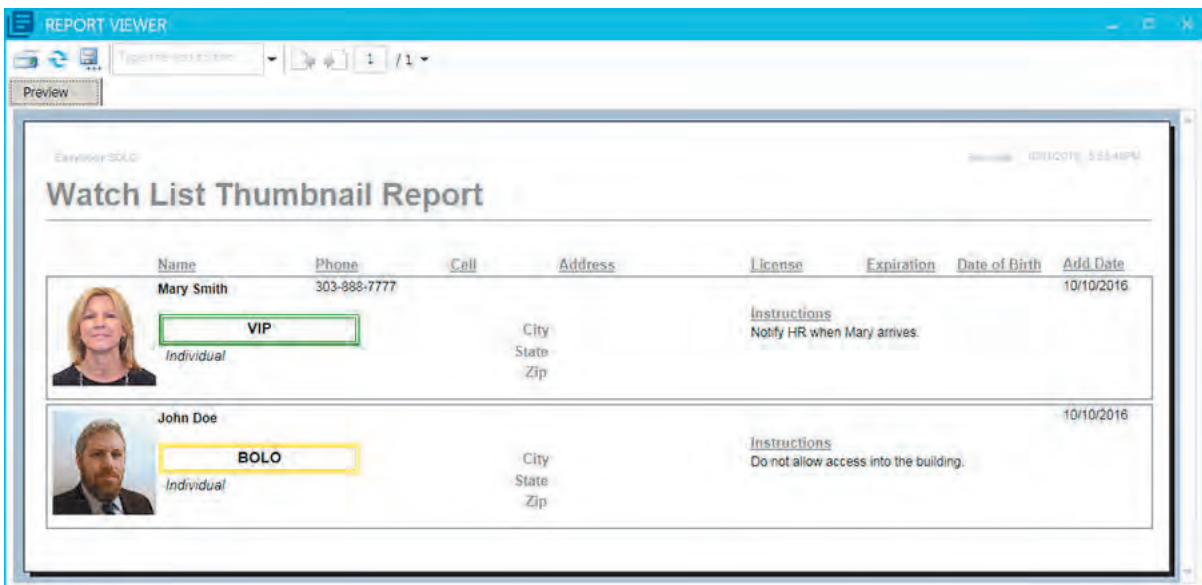 REPORT VIEWER
1 / 1
Preview
EasyLobby SOLO
Watch List Thumbnail Report
Name Phone Cell Address License Expiration Date of Birth Add Date
Mary Smith 303-888-7777 10/10/2016
VIP
Individual
City
State
Zip
Instructions
Notify HR when Mary arrives.
John Doe 10/10/2016
BOLO
Individual
City
State
Zip
Instructions
Do not allow access into the building.